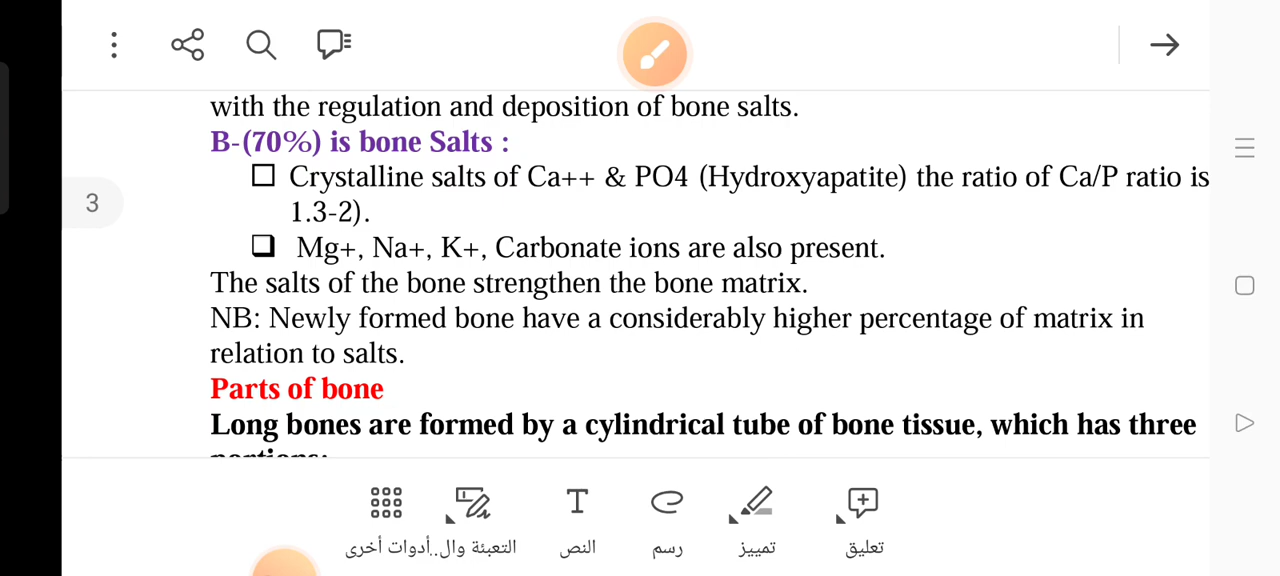 with the regulation and deposition of bone salts.
B-(70%) is bone Salts :
Crystalline salts of Ca++ & PO4 (Hydroxyapatite) the ratio of Ca/P ratio is
1.3-2).
3
Mg+, Na+, K+, Carbonate ions are also present.
The salts of the bone strengthen the bone matrix.
NB: Newly formed bone have a considerably higher percentage of matrix in
relation to salts.
Parts of bone
Long bones are formed by a cylindrical tube of bone tissue, which has three
portions:
T
تعليق
تمييز
رسم
النص
التعبئة وال..
أدوات أخرى